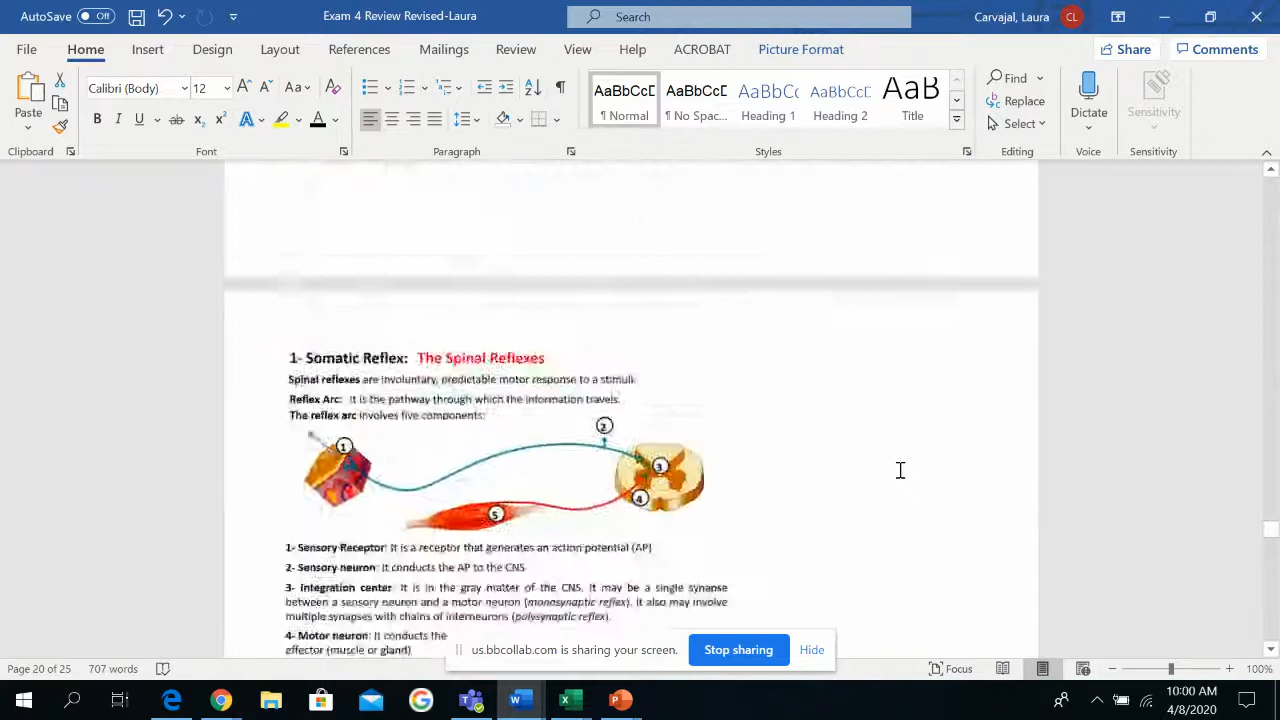 AutoSave Off Exam 4 Review Revised-Laura Search Carvajal, Laura CL
File Home Insert Design Layout References Mailings Review View Help ACROBAT Picture Format Share Comments
Paste Calibri (Body) 12 Aa AaBbCcD AaBbCcD AaBbCc AaBbCcD AaB Find Replace Select Dictate Sensitivity
B I U ab x₂ x² A A ¶ Normal ¶ No Spac... Heading 1 Heading 2 Title
Clipboard Font Paragraph Styles Editing Voice Sensitivity
1- Somatic Reflex: The Spinal Reflexes
Spinal reflexes are involuntary, predictable motor response to a stimuli
Reflex Arc: It is the pathway through which the information travels.
The reflex arc involves five components:
1
2
3
4
5
1- Sensory Receptor It is a receptor that generates an action potential (AP)
2- Sensory neuron It conducts the AP to the CNS
3- Integration center It is in the gray matter of the CNS. It may be a single synapse
between a sensory neuron and a motor neuron (monosynaptic reflex). It also may involve
multiple synapses with chains of interneurons (polysynaptic reflex).
4- Motor neuron: It conducts the
effector (muscle or gland)
us.bbcollab.com is sharing your screen. Stop sharing Hide
Page 20 of 25 707 words Focus 100%
10:00 AM
4/8/2020